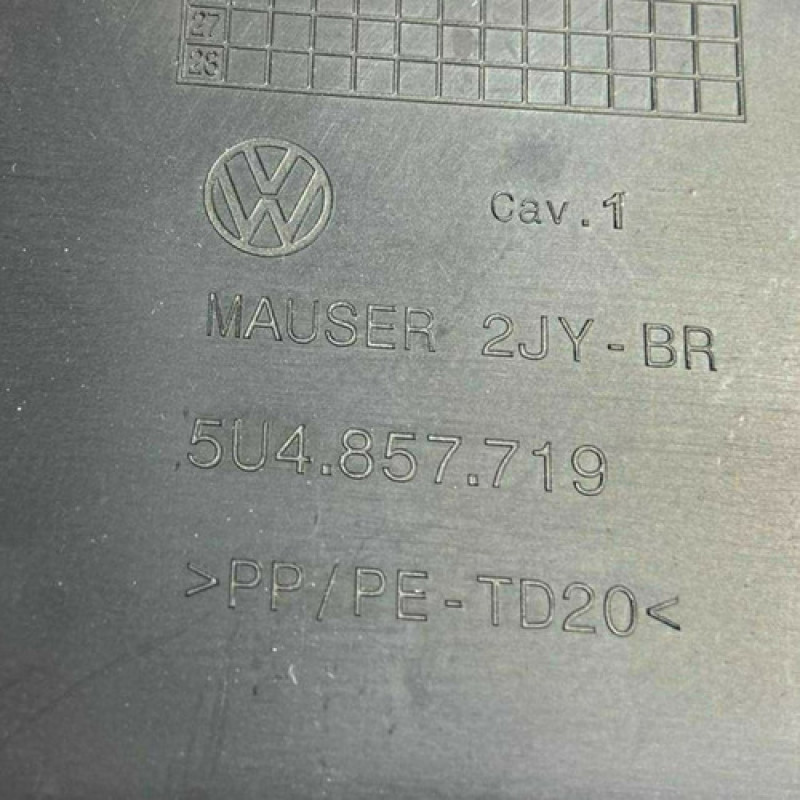 27
28
Cav.1
MAUSER 2JY-BR
5U4.857.719
>PP/PE-TD20<